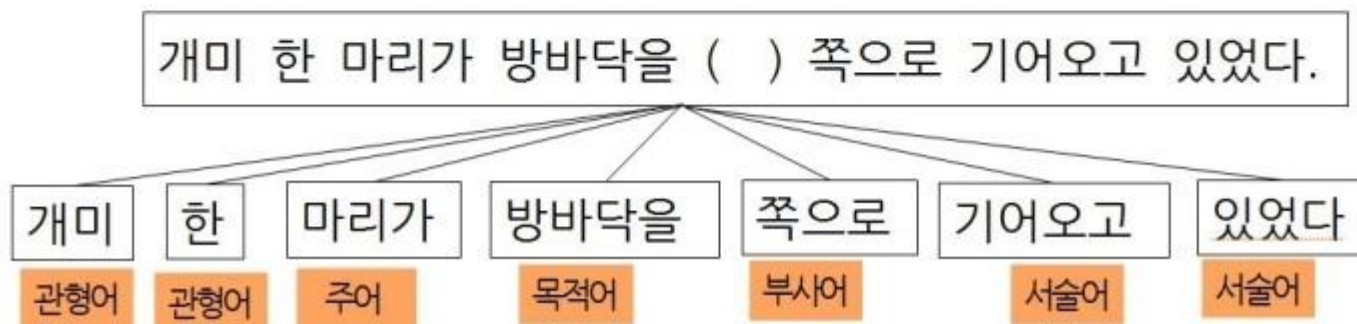 개미 한 마리가 방바닥을 (  ) 쪽으로 기어오고 있었다.
개미 한 마리가 방바닥을 쪽으로 기어오고 있었다
관형어 관형어 주어 목적어 부사어 서술어 서술어